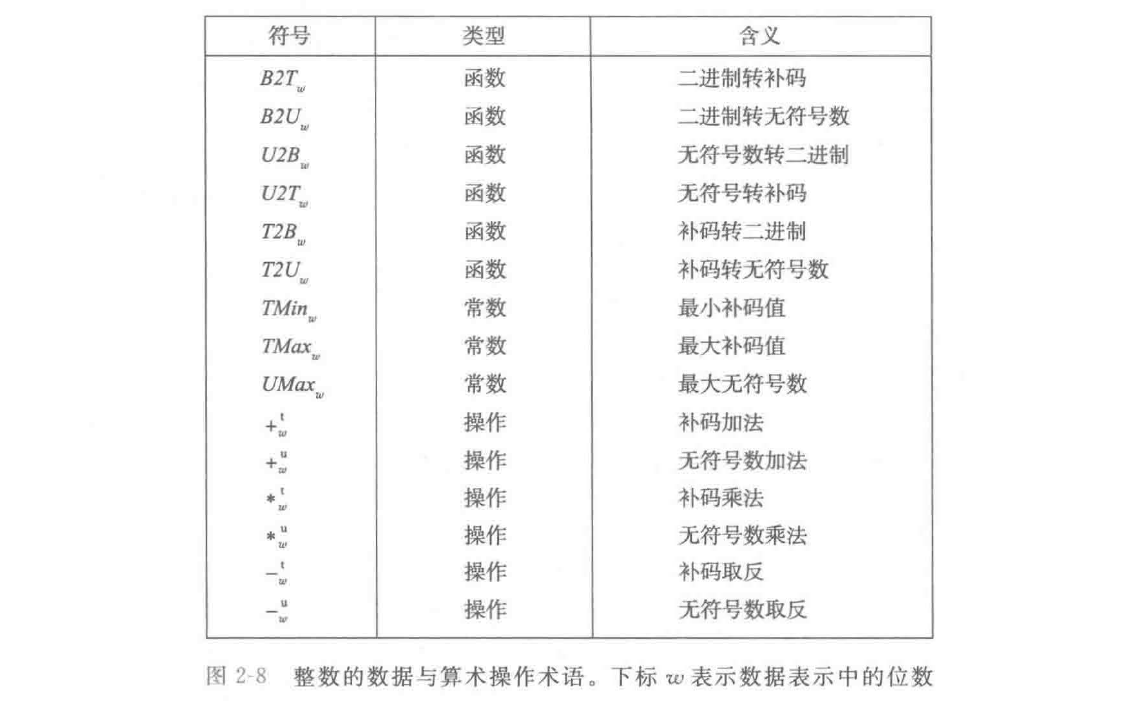 符号 类型 含义
B2T_w 函数 二进制转补码
B2U_w 函数 二进制转无符号数
U2B_w 函数 无符号数转二进制
U2T_w 函数 无符号转补码
T2B_w 函数 补码转二进制
T2U_w 函数 补码转无符号数
TMin_w 常数 最小补码值
TMax_w 常数 最大补码值
UMax_w 常数 最大无符号数
+^t_w 操作 补码加法
+^u_w 操作 无符号数加法
*^t_w 操作 补码乘法
*^u_w 操作 无符号数乘法
-^t_w 操作 补码取反
-^u_w 操作 无符号数取反
图 2-8 整数的数据与算术操作术语。下标 w 表示数据表示中的位数